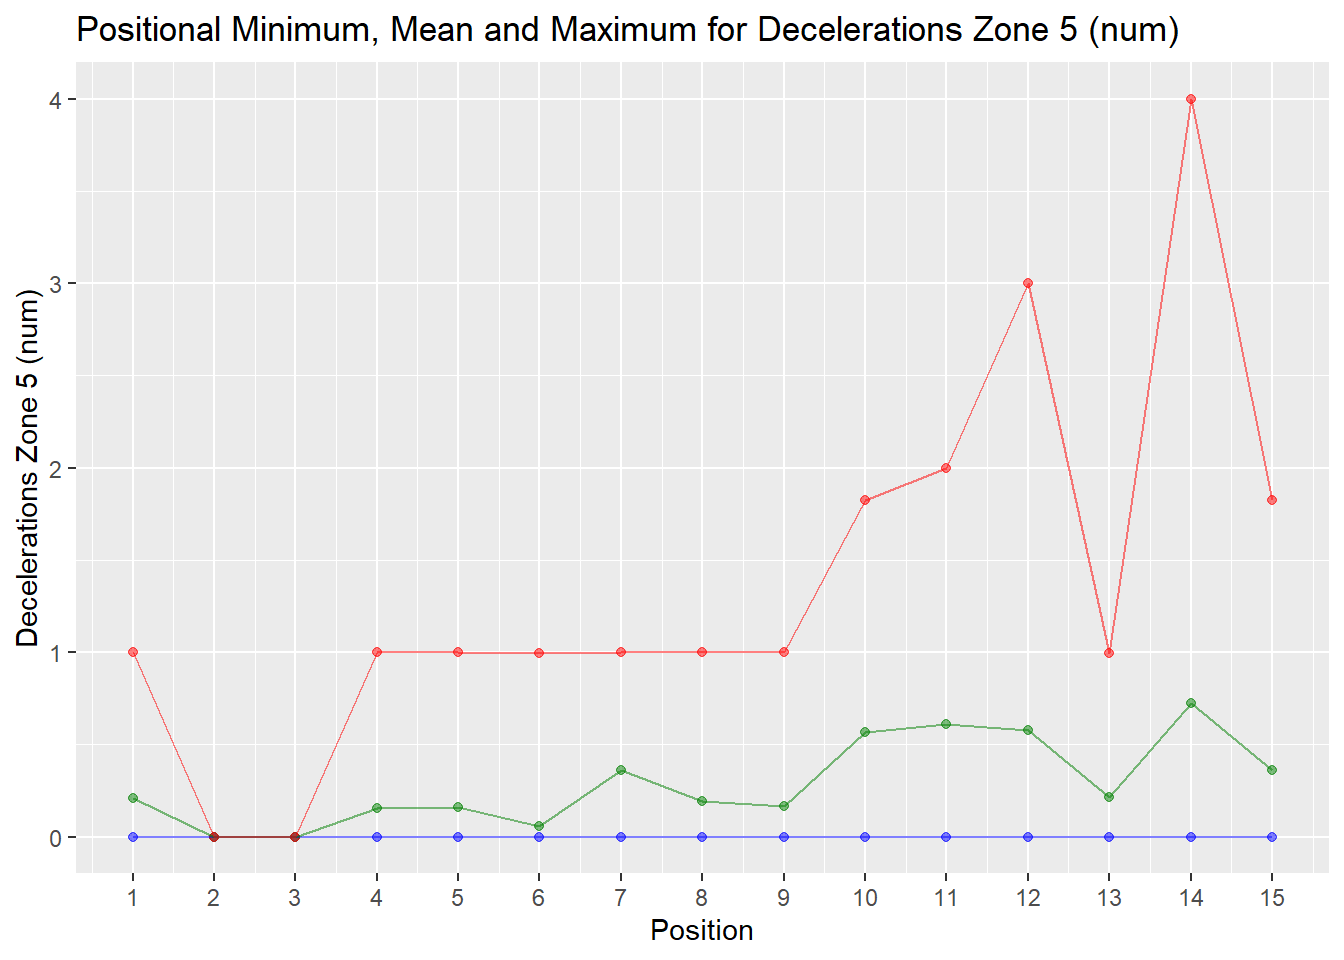 Positional Minimum, Mean and Maximum for Decelerations Zone 5 (num)
Decelerations Zone 5 (num)
4
3
2
1
0
1 2 3 4 5 6 7 8 9 10 11 12 13 14 15
Position